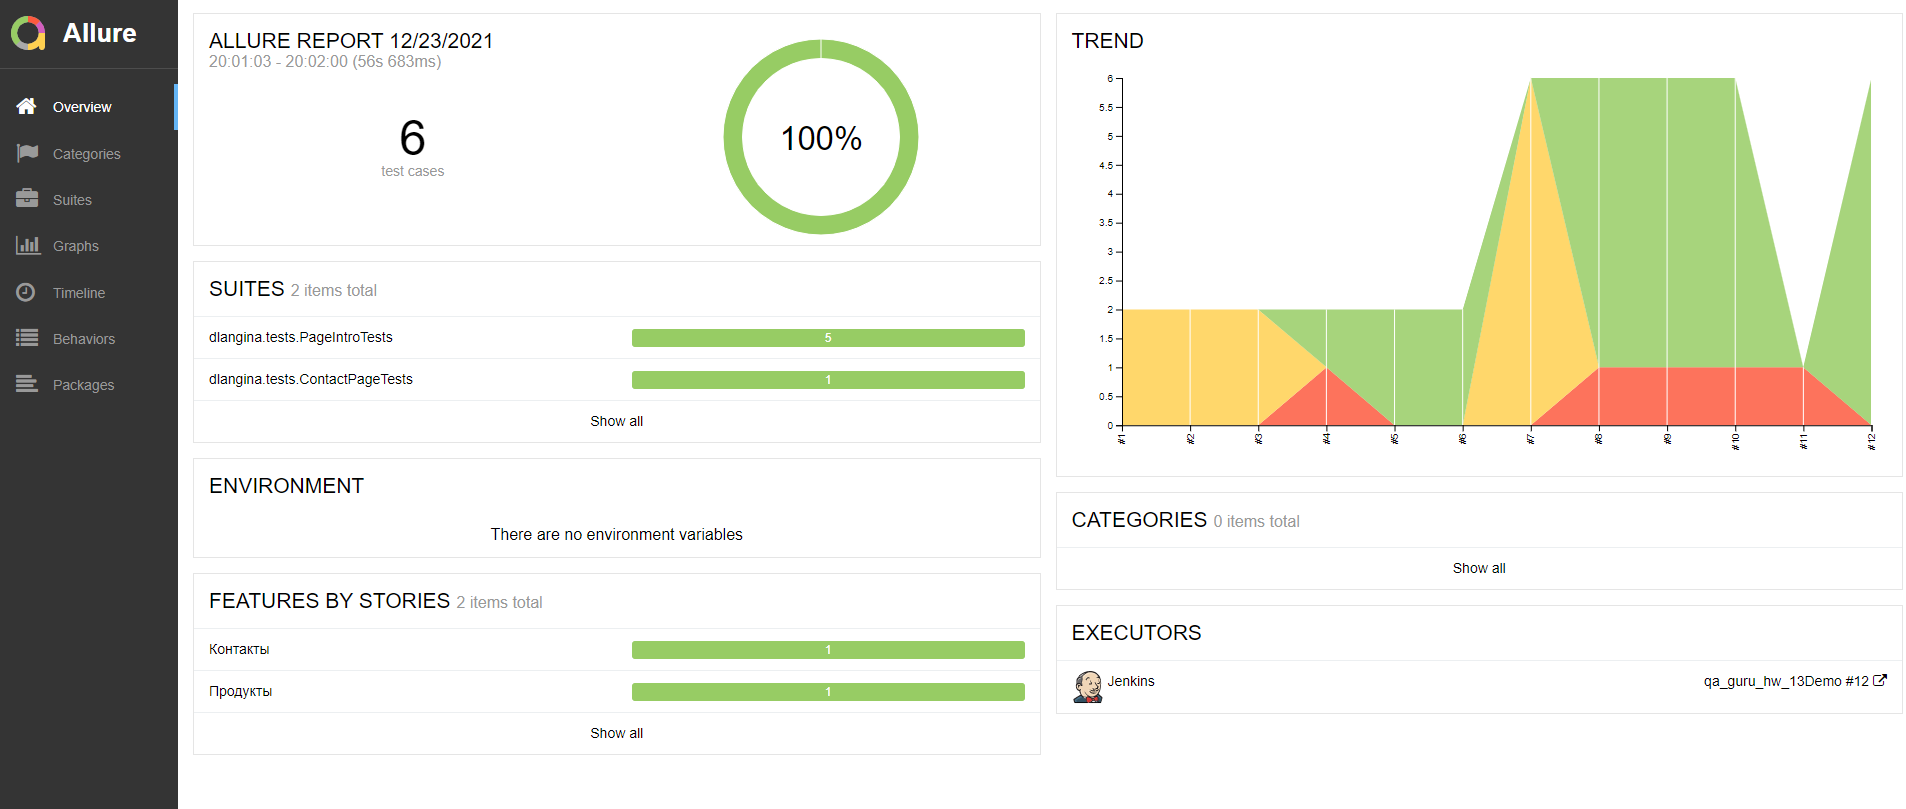 Allure
Overview
Categories
Suites
Graphs
Timeline
Behaviors
Packages
ALLURE REPORT 12/23/2021
20:01:03 - 20:02:00 (56s 683ms)
6
test cases
100%
SUITES 2 items total
dlangina.tests.PageIntroTests 5
dlangina.tests.ContactPageTests 1
Show all
ENVIRONMENT
There are no environment variables
FEATURES BY STORIES 2 items total
Контакты 1
Продукты 1
Show all
TREND
6
5.5
5
4.5
4
3.5
3
2.5
2
1.5
1
0.5
0
#1 #2 #3 #4 #5 #6 #7 #8 #9 #10 #11 #12
CATEGORIES 0 items total
Show all
EXECUTORS
Jenkins qa_guru_hw_13Demo #12